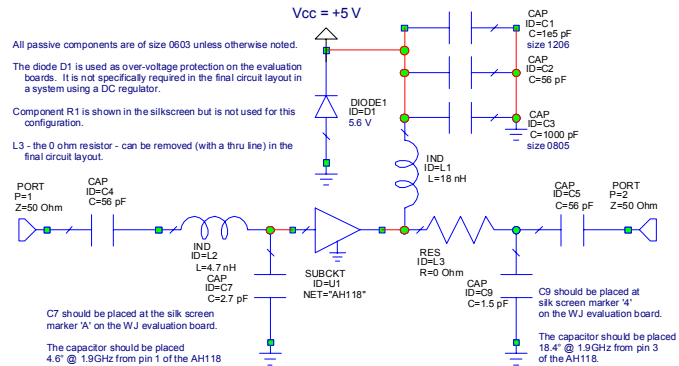 Vcc = +5 V
All passive components are of size 0603 unless otherwise noted.
The diode D1 is used as over-voltage protection on the evaluation
boards. It is not specifically required in the final circuit layout in
a system using a DC regulator.
Component R1 is shown in the silkscreen but is not used for this
configuration.
L3 - the 0 ohm resistor - can be removed (with a thru line) in the
final circuit layout.
CAP
ID=C1
C=1e5 pF
size 1206
CAP
ID=C2
C=56 pF
CAP
ID=C3
C=1000 pF
size 0805
DIODE1
ID=D1
5.6 V
IND
ID=L1
L=18 nH
PORT
P=1
Z=50 Ohm
CAP
ID=C4
C=56 pF
IND
ID=L2
L=4.7 nH
CAP
ID=C7
C=2.7 pF
SUBCKT
ID=U1
NET="AH118"
RES
ID=L3
R=0 Ohm
CAP
ID=C5
C=56 pF
PORT
P=2
Z=50 Ohm
CAP
ID=C9
C=1.5 pF
C7 should be placed at the silk screen
marker 'A' on the WJ evaluation board.
The capacitor should be placed
4.6° @ 1.9GHz from pin 1 of the AH118
C9 should be placed at
silk screen marker '4'
on the WJ evaluation board.
The capacitor should be placed
18.4° @ 1.9GHz from pin 3
of the AH118.